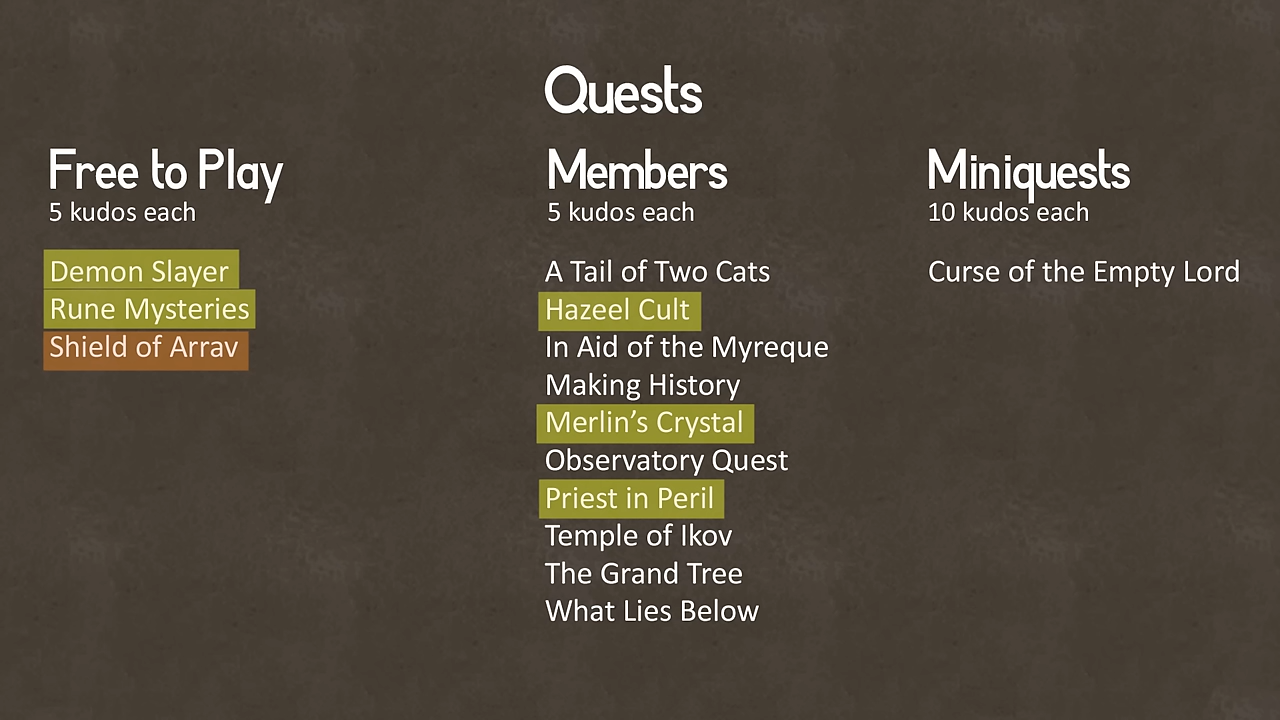 Quests
Free to Play
5 kudos each
Demon Slayer
Rune Mysteries
Shield of Arrav
Members
5 kudos each
A Tail of Two Cats
Hazeel Cult
In Aid of the Myreque
Making History
Merlin’s Crystal
Observatory Quest
Priest in Peril
Temple of Ikov
The Grand Tree
What Lies Below
Miniquests
10 kudos each
Curse of the Empty Lord